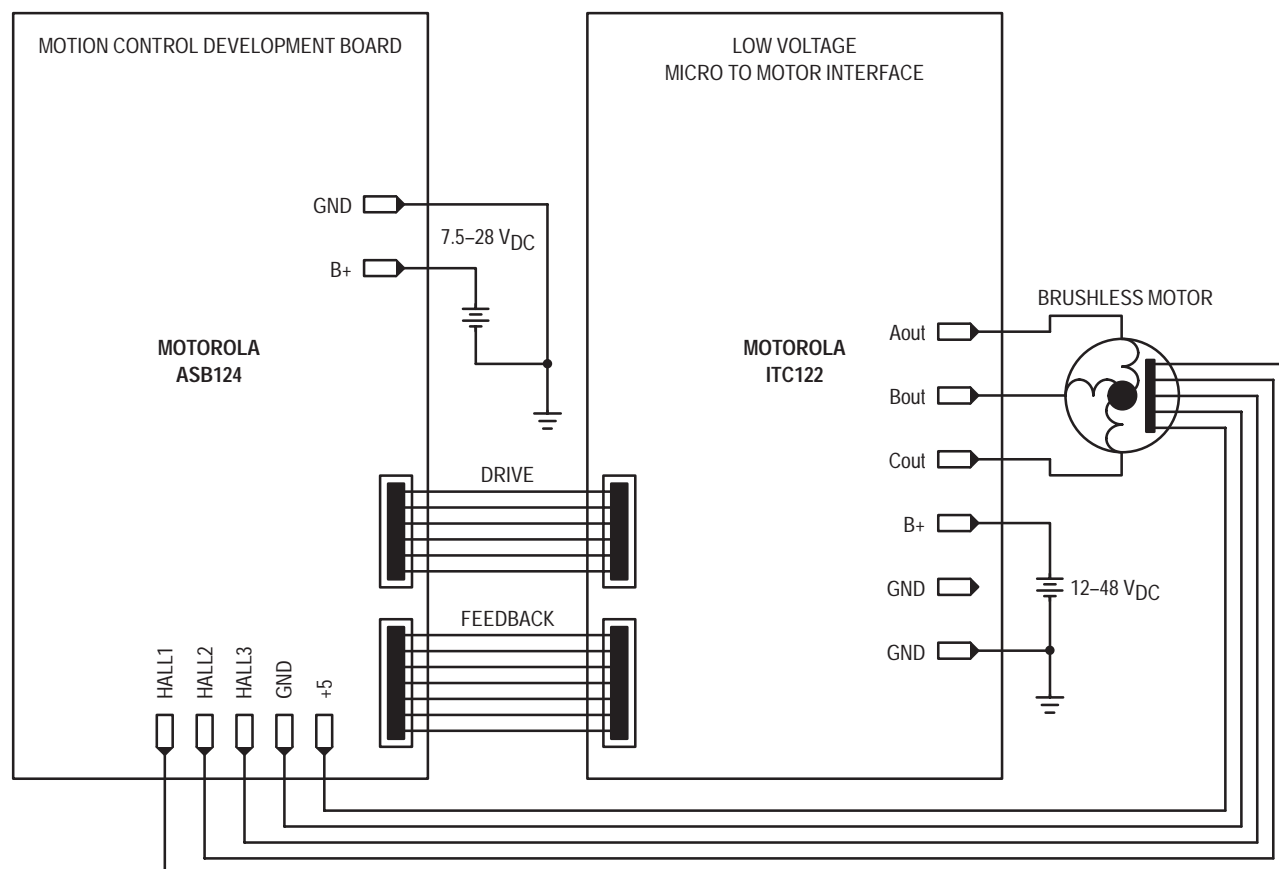 MOTION CONTROL DEVELOPMENT BOARD
LOW VOLTAGE
MICRO TO MOTOR INTERFACE
GND
7.5–28 VDC
B+
MOTOROLA
ASB124
MOTOROLA
ITC122
BRUSHLESS MOTOR
Aout
Bout
Cout
B+
GND
12–48 VDC
GND
DRIVE
FEEDBACK
HALL1
HALL2
HALL3
GND
+5